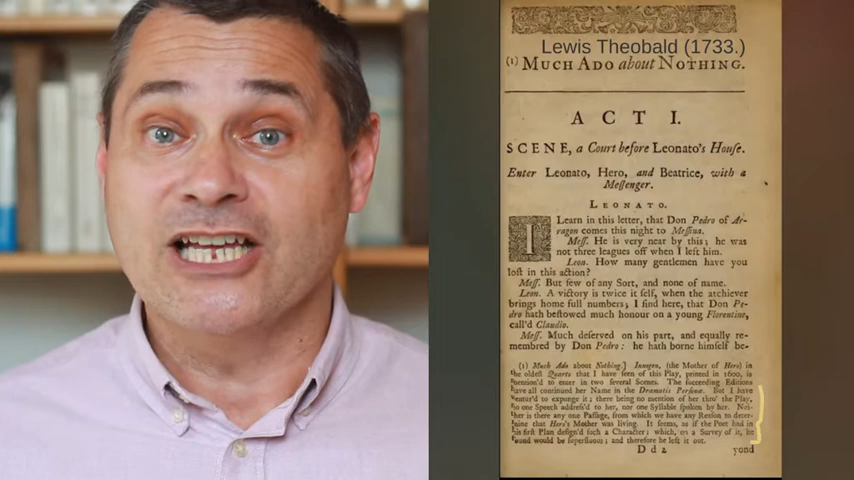 Lewis Theobald (1733.)
(1) MUCH ADO about NOTHING.
ACT I.
SCENE, a Court before Leonato's House.
Enter Leonato, Hero, and Beatrice, with a
Meſſenger.
LEONATO.
I Learn in this letter, that Don Pedro of Ar-
ragon comes this night to Meſſina.
Meſſ. He is very near by this; he was
not three leagues off when I left him.
Leon. How many gentlemen have you
loſt in this action?
Meſſ. But few of any Sort, and none of name.
Leon. A victory is twice it ſelf, when the atchiever
brings home full numbers; I find here, that Don Pe-
dro hath beſtowed much honour on a young Florentine,
call'd Claudio.
Meſſ. Much deſerved on his part, and equally re-
membred by Don Pedro: he hath borne himſelf be-
(1) Much Ado about Nothing.] Innogen, (the Mother of Hero) in
the oldeſt Quarto that I have ſeen of this Play, printed in 1600, is
mention'd to enter in two ſeveral Scenes. The ſucceeding Editions
have all continued her Name in the Dramatis Perſonæ. But I have
ventur'd to expunge it; there being no mention of her thro' the Play,
no one Speech addreſs'd to her, nor one Syllable ſpoken by her. Nei-
ther is there any one Paſſage, from which we have any Reaſon to deter-
mine that Hero's Mother was living. It ſeems, as if the Poet had in
his firſt Plan deſign'd ſuch a Character; which, on a Survey of it, he
found would be ſuperfluous; and therefore he left it out.
D d 2 yond